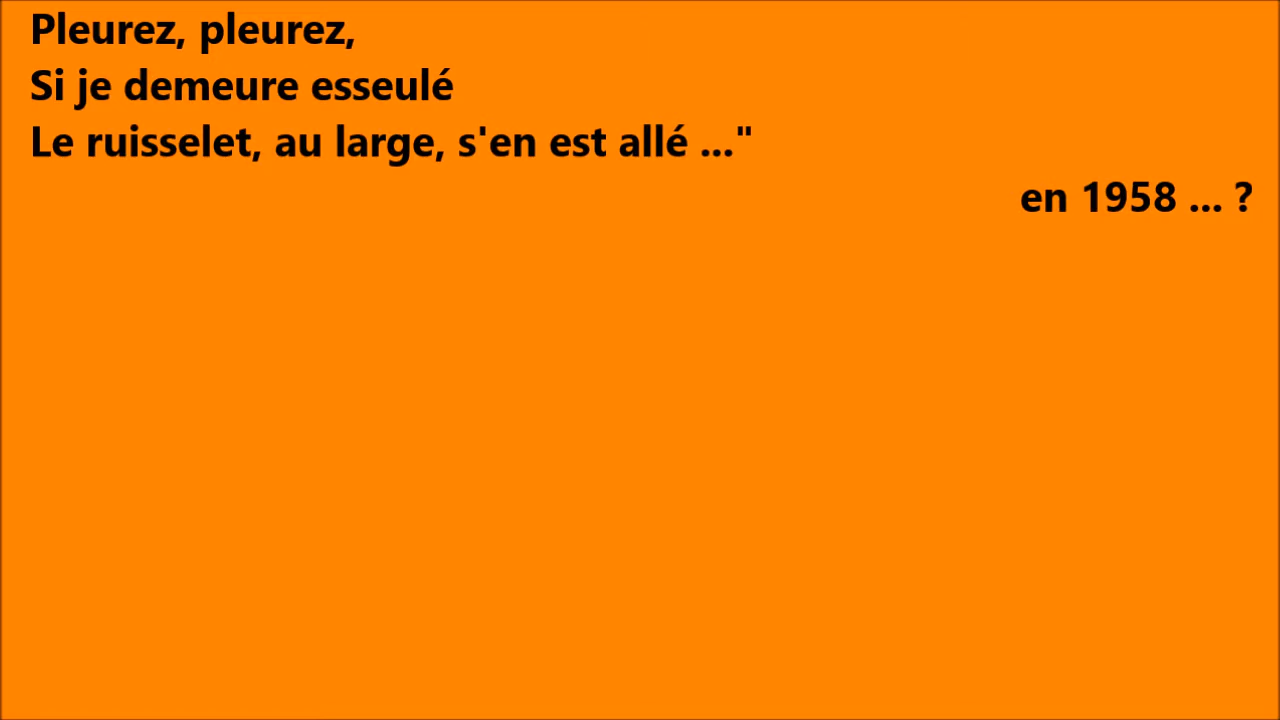 Pleurez, pleurez,
Si je demeure esseulé
Le ruisselet, au large, s'en est allé ..."
en 1958 ... ?